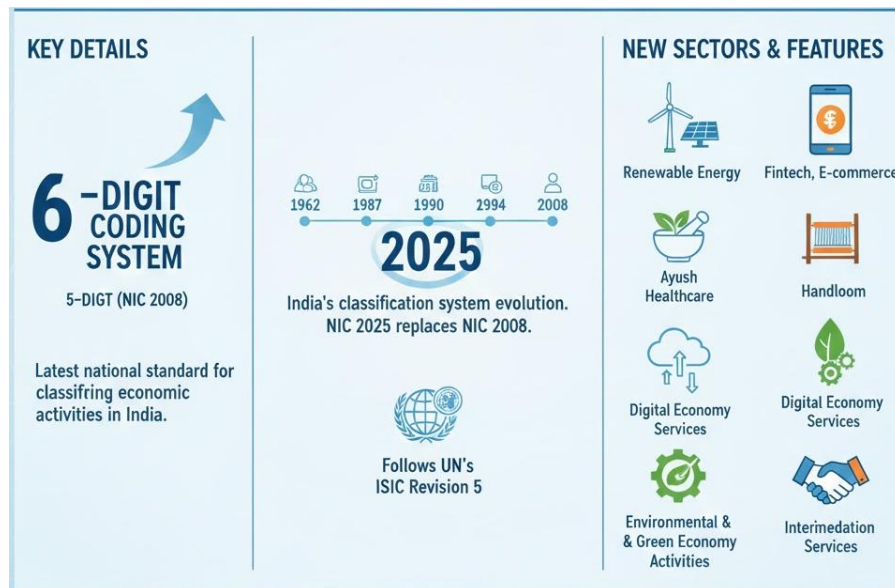 KEY DETAILS
6-DIGIT
CODING
SYSTEM
5-DIGT (NIC 2008)
Latest national standard for
classifring economic
activities in India.
1962 1987 1990 2994 2008
2025
India's classification system evolution.
NIC 2025 replaces NIC 2008.
Follows UN's
ISIC Revision 5
NEW SECTORS & FEATURES
Renewable Energy
Fintech, E-commerce
Ayush
Healthcare
Handloom
Digital Economy
Services
Digital Economy
Services
Environmental &
& Green Economy
Activities
Intermedation
Services